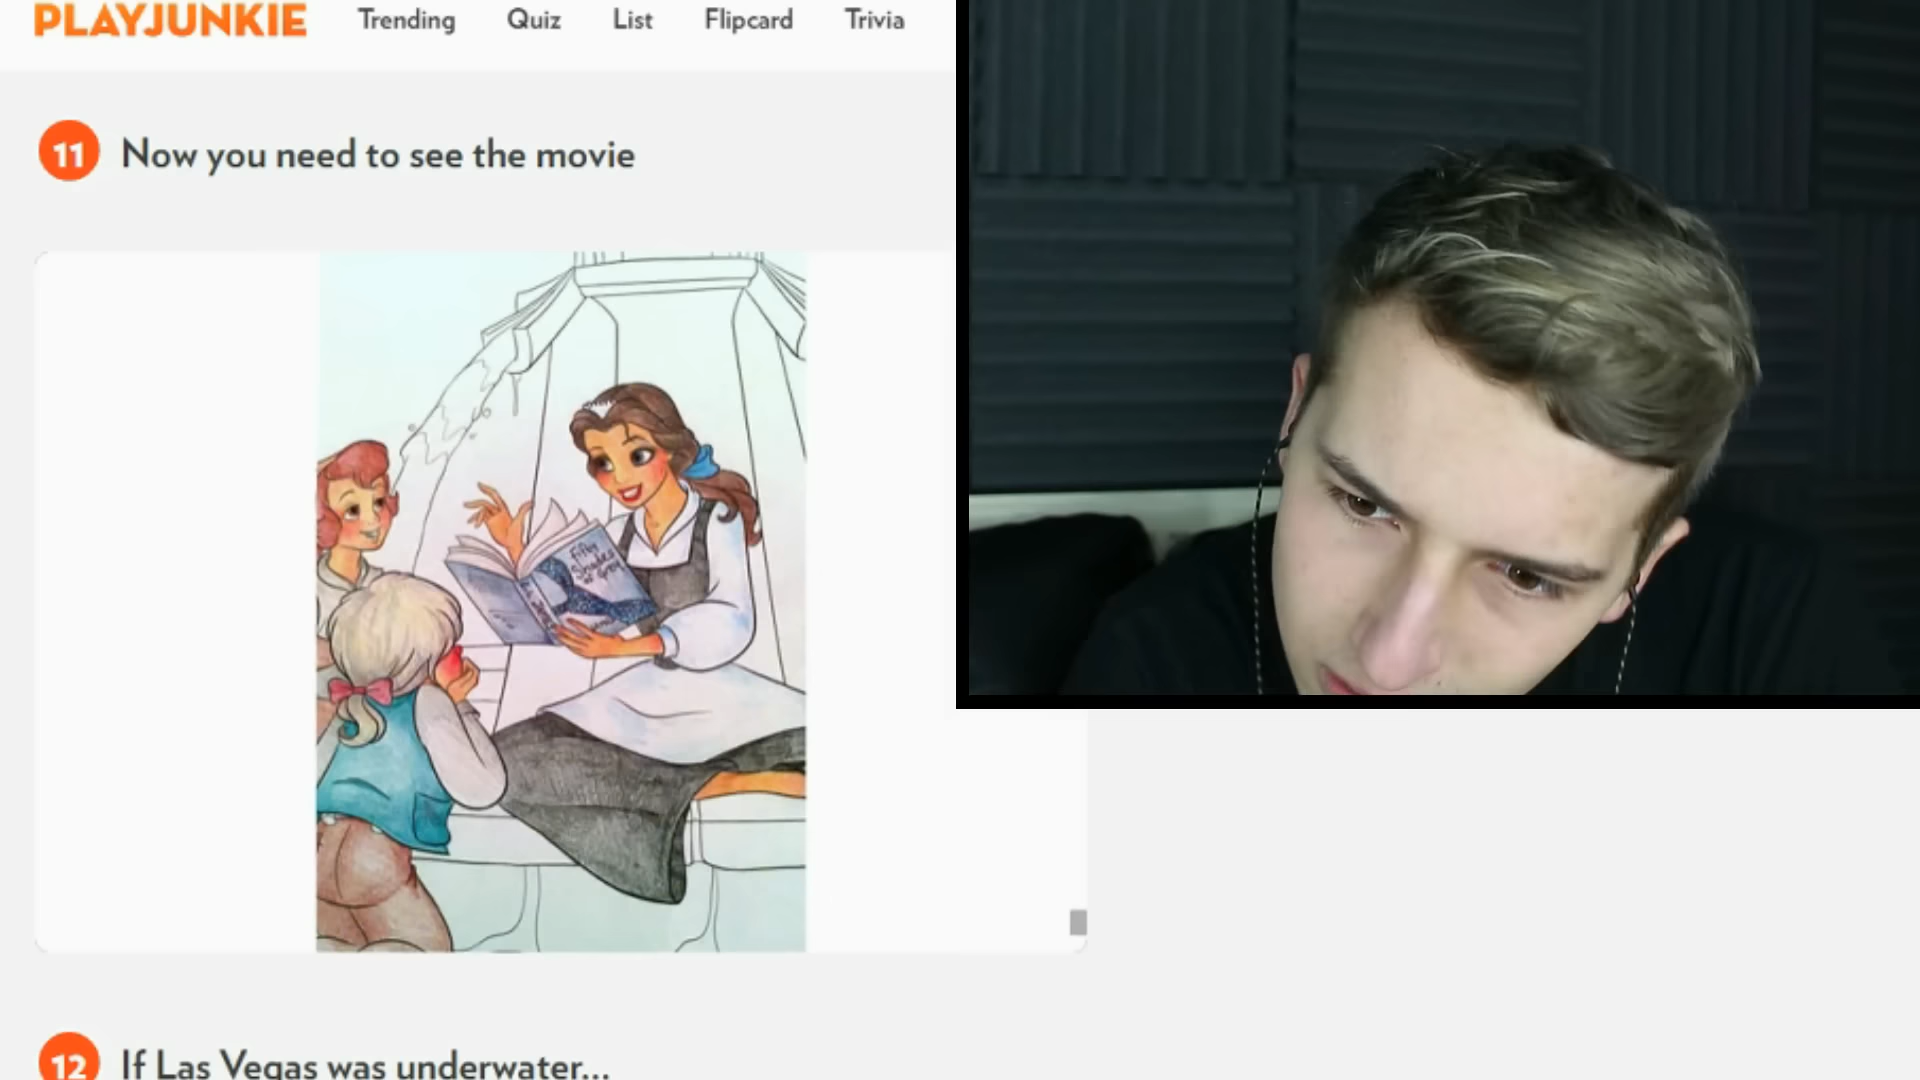 PLAYJUNKIE Trending Quiz List Flipcard Trivia
11 Now you need to see the movie
Fifty
Shades
of Grey
12 If Las Vegas was underwater...